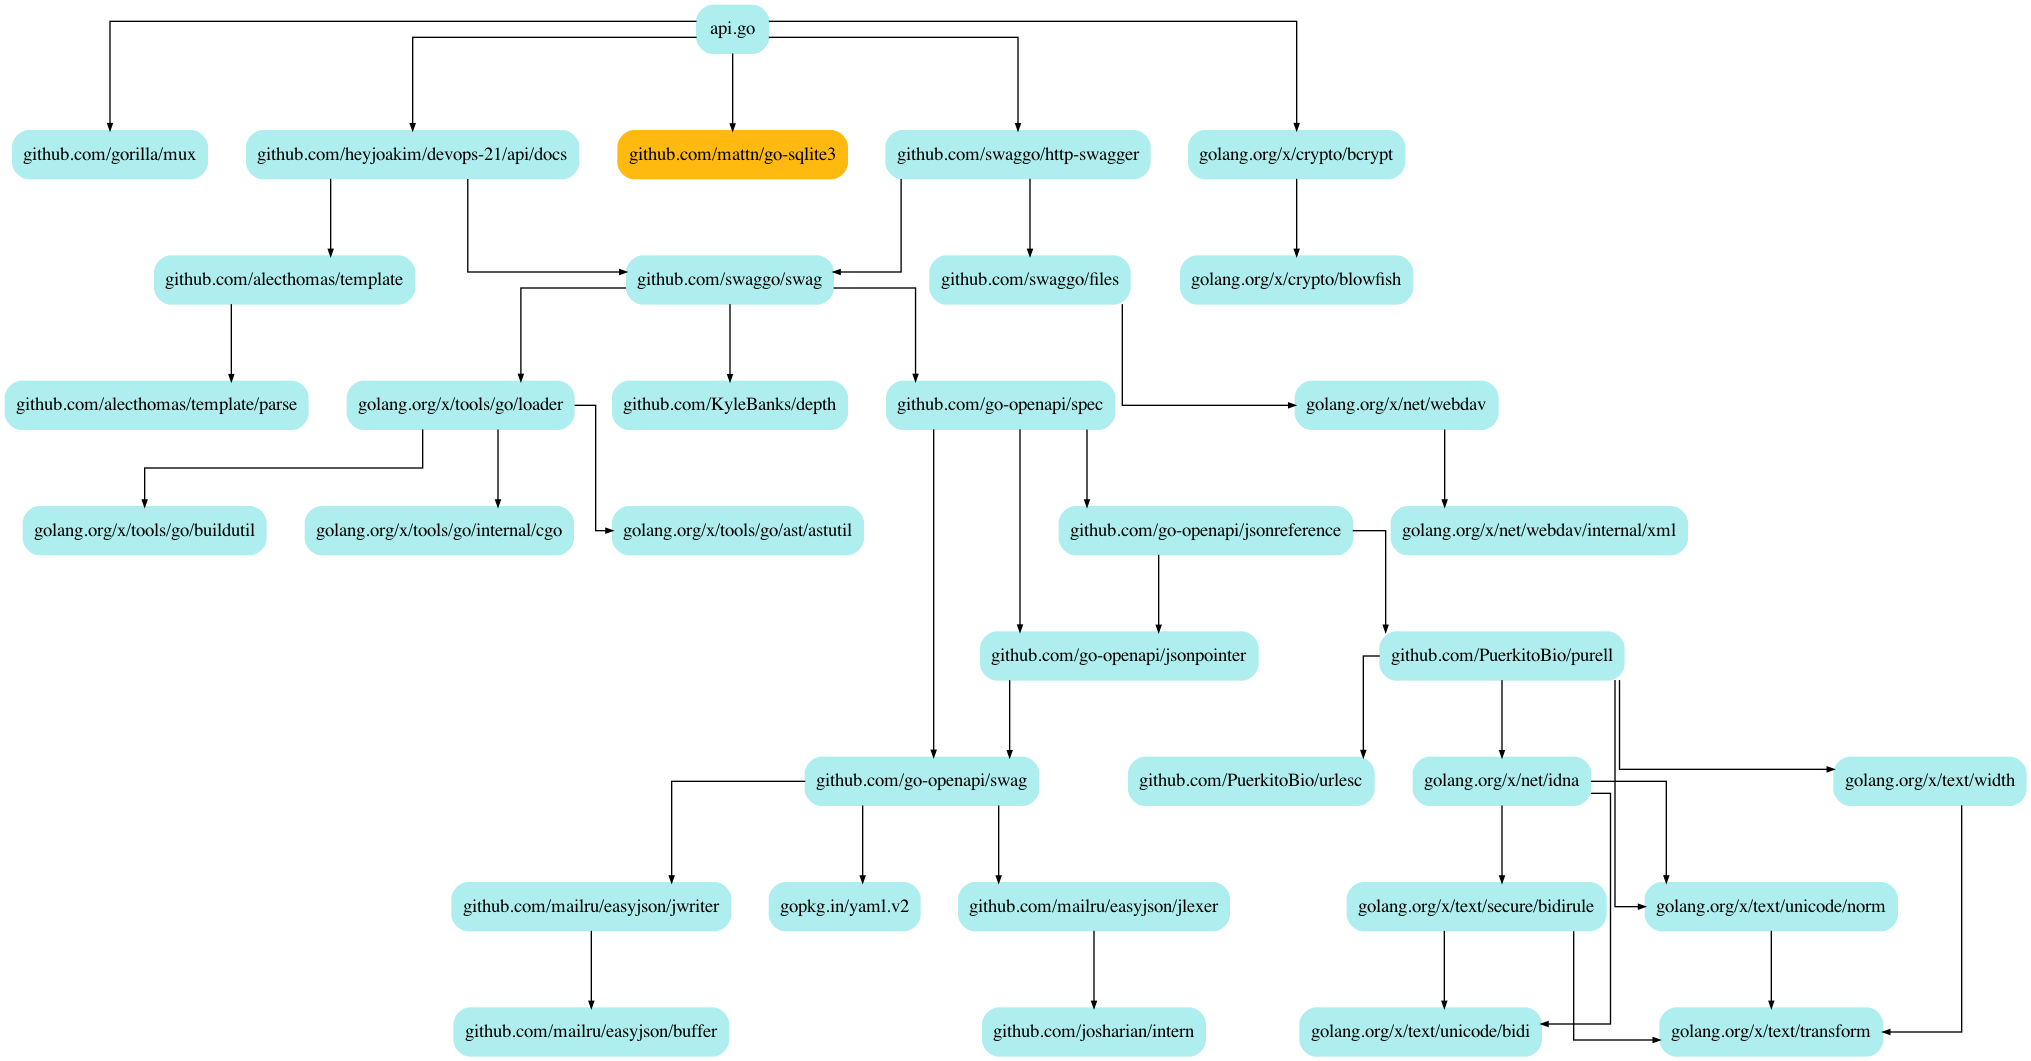 api.go
github.com/gorilla/mux
github.com/heyjoakim/devops-21/api/docs
github.com/mattn/go-sqlite3
github.com/swaggo/http-swagger
golang.org/x/crypto/bcrypt
github.com/alecthomas/template
github.com/swaggo/swag
github.com/swaggo/files
golang.org/x/crypto/blowfish
github.com/alecthomas/template/parse
golang.org/x/tools/go/loader
github.com/KyleBanks/depth
github.com/go-openapi/spec
golang.org/x/net/webdav
golang.org/x/tools/go/buildutil
golang.org/x/tools/go/internal/cgo
golang.org/x/tools/go/ast/astutil
github.com/go-openapi/jsonreference
golang.org/x/net/webdav/internal/xml
github.com/go-openapi/jsonpointer
github.com/PuerkitoBio/purell
github.com/go-openapi/swag
github.com/PuerkitoBio/urlesc
golang.org/x/net/idna
golang.org/x/text/width
github.com/mailru/easyjson/jwriter
gopkg.in/yaml.v2
github.com/mailru/easyjson/jlexer
golang.org/x/text/secure/bidirule
golang.org/x/text/unicode/norm
github.com/mailru/easyjson/buffer
github.com/josharian/intern
golang.org/x/text/unicode/bidi
golang.org/x/text/transform